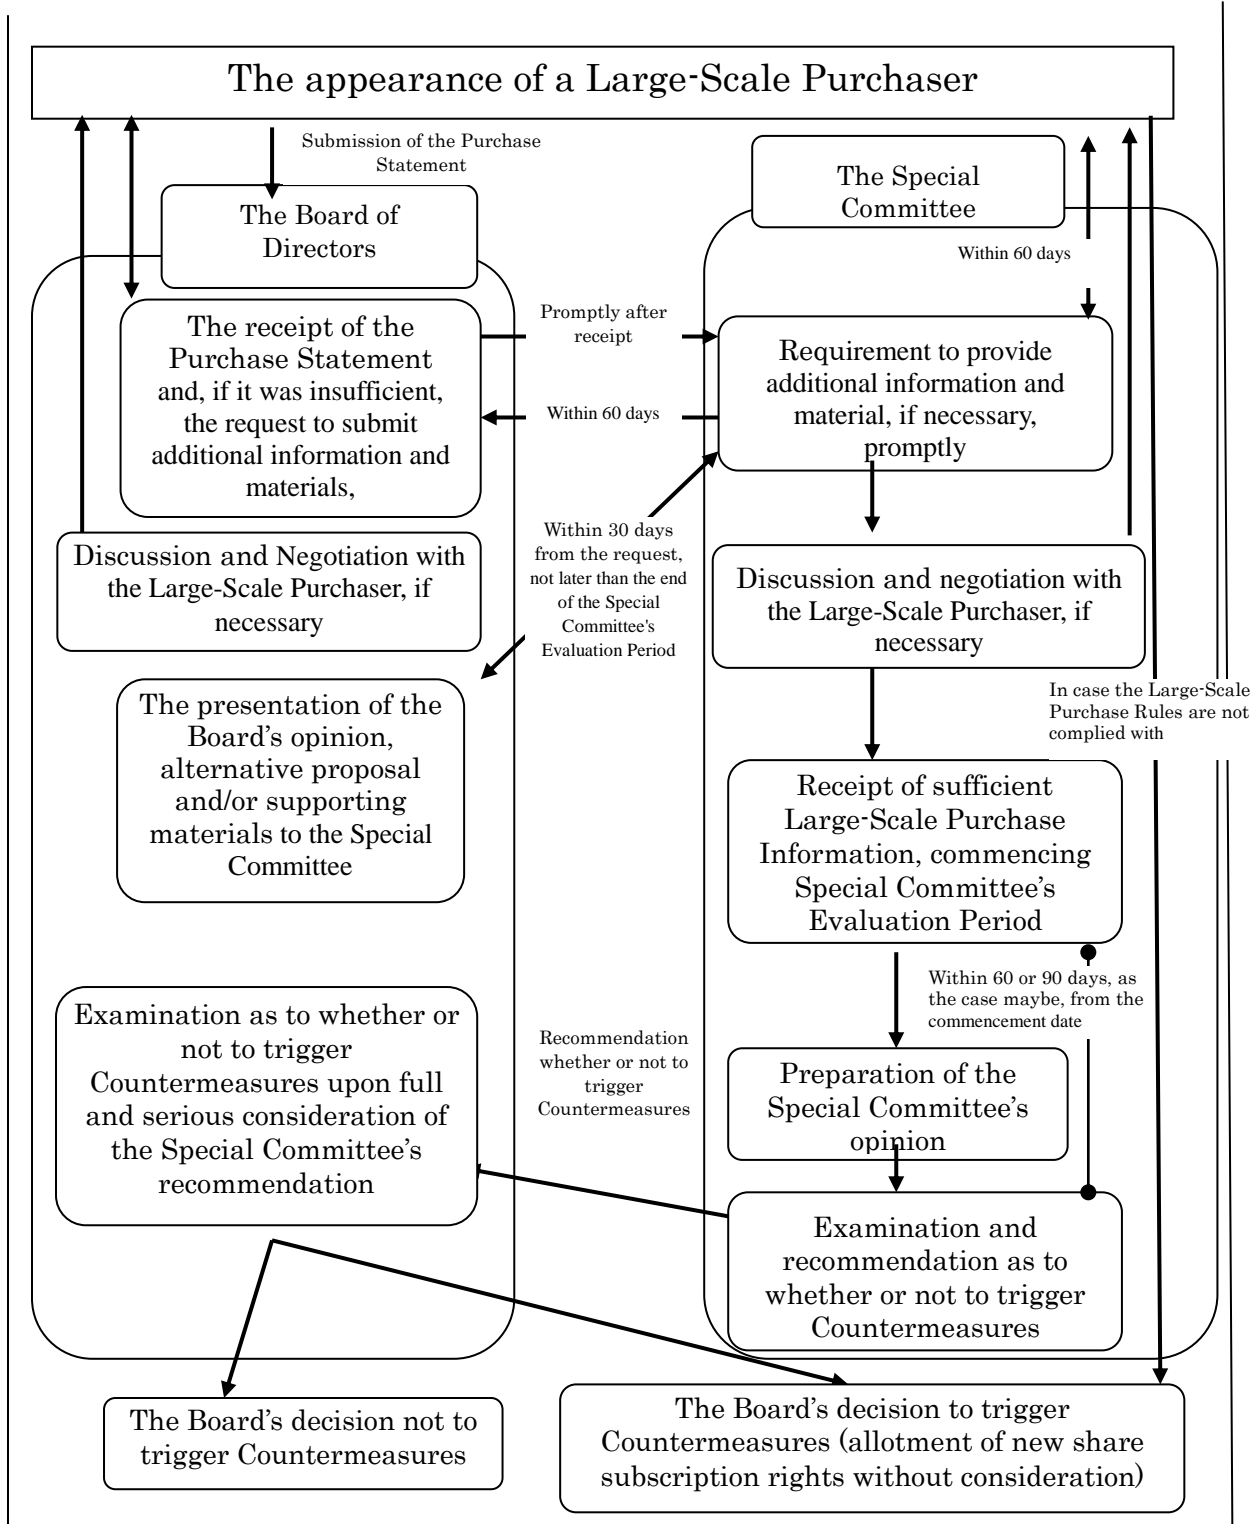 The appearance of a Large-Scale Purchaser
Submission of the Purchase
Statement
The Board of
Directors
The Special
Committee
Within 60 days
The receipt of the
Purchase Statement
and, if it was insufficient,
the request to submit
additional information and
materials,
Promptly after
receipt
Within 60 days
Requirement to provide
additional information and
material, if necessary,
promptly
Discussion and Negotiation with
the Large-Scale Purchaser, if
necessary
Within 30 days
from the request,
not later than the end
of the Special
Committee's
Evaluation Period
Discussion and negotiation with
the Large-Scale Purchaser, if
necessary
The presentation of the
Board's opinion,
alternative proposal
and/or supporting
materials to the Special
Committee
In case the Large-Scale
Purchase Rules are not
complied with
Receipt of sufficient
Large-Scale Purchase
Information, commencing
Special Committee's
Evaluation Period
Within 60 or 90 days, as
the case maybe, from the
commencement date
Examination as to whether or
not to trigger
Countermeasures upon full
and serious consideration of
the Special Committee's
recommendation
Recommendation
whether or not to
trigger
Countermeasures
Preparation of the
Special Committee's
opinion
Examination and
recommendation as to
whether or not to trigger
Countermeasures
The Board's decision not to
trigger Countermeasures
The Board's decision to trigger
Countermeasures (allotment of new share
subscription rights without consideration)